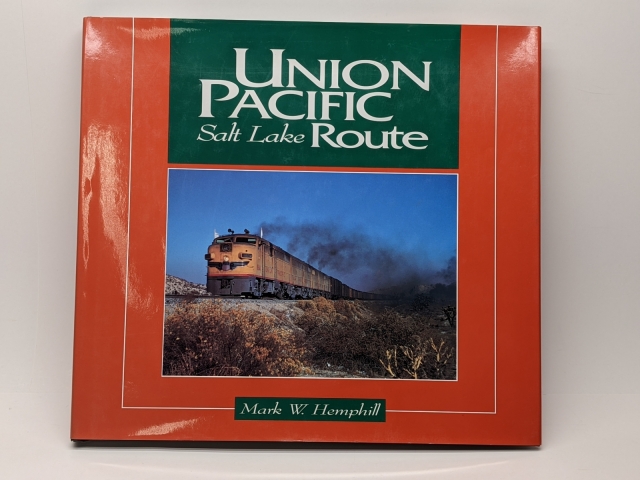 UNION
PACIFIC
Salt Lake Route
Mark W. Hemphill